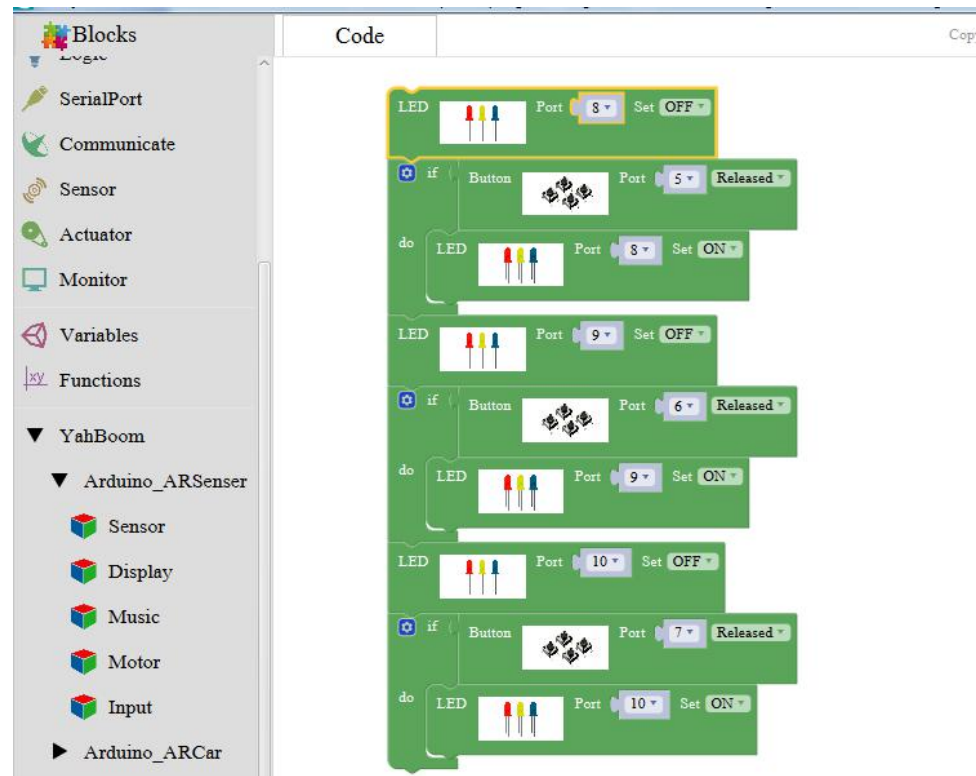 Blocks
Code
Copy
Logic
SerialPort
Communicate
Sensor
Actuator
Monitor
Variables
xy Functions
▼ YahBoom
▼ Arduino_ARSenser
Sensor
Display
Music
Motor
Input
▶ Arduino_ARCar
LED Port 8 Set OFF
if Button Port 5 Released
do LED Port 8 Set ON
LED Port 9 Set OFF
if Button Port 6 Released
do LED Port 9 Set ON
LED Port 10 Set OFF
if Button Port 7 Released
do LED Port 10 Set ON